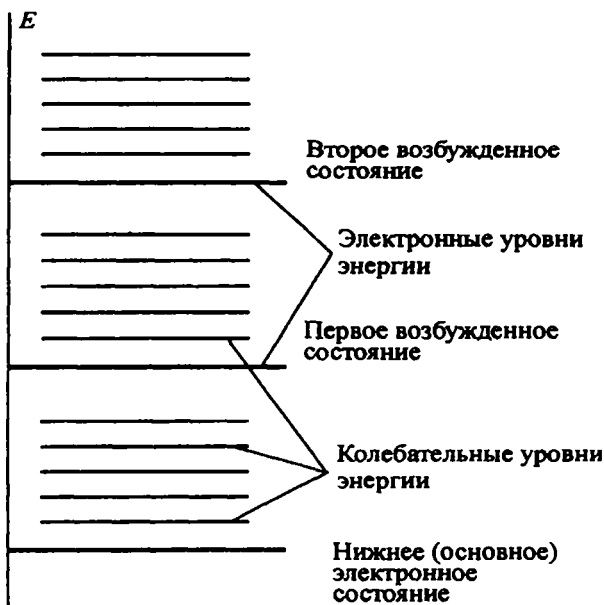 E
Второе возбужденное
состояние
Электронные уровни
энергии
Первое возбужденное
состояние
Колебательные уровни
энергии
Нижнее (основное)
электронное
состояние